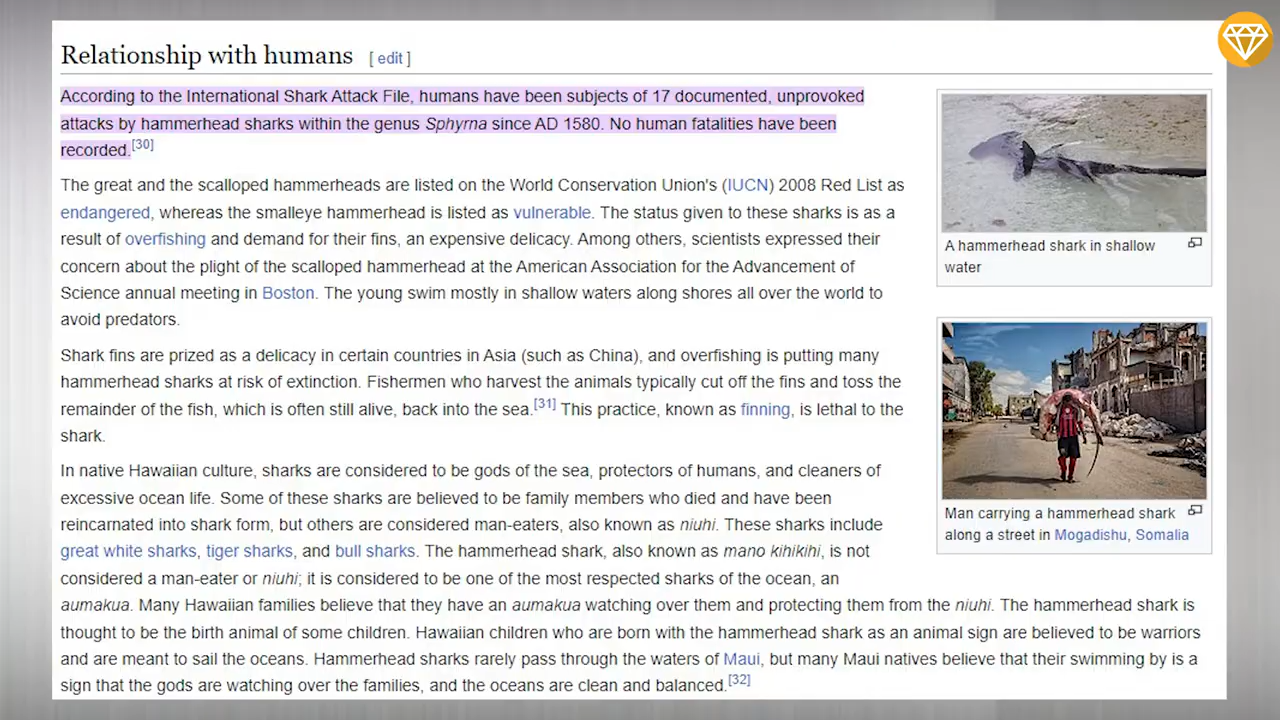 Relationship with humans [ edit ]
According to the International Shark Attack File, humans have been subjects of 17 documented, unprovoked
attacks by hammerhead sharks within the genus Sphyrna since AD 1580. No human fatalities have been
recorded.[30]
The great and the scalloped hammerheads are listed on the World Conservation Union's (IUCN) 2008 Red List as
endangered, whereas the smalleye hammerhead is listed as vulnerable. The status given to these sharks is as a
result of overfishing and demand for their fins, an expensive delicacy. Among others, scientists expressed their
concern about the plight of the scalloped hammerhead at the American Association for the Advancement of
Science annual meeting in Boston. The young swim mostly in shallow waters along shores all over the world to
avoid predators.
Shark fins are prized as a delicacy in certain countries in Asia (such as China), and overfishing is putting many
hammerhead sharks at risk of extinction. Fishermen who harvest the animals typically cut off the fins and toss the
remainder of the fish, which is often still alive, back into the sea.[31] This practice, known as finning, is lethal to the
shark.
In native Hawaiian culture, sharks are considered to be gods of the sea, protectors of humans, and cleaners of
excessive ocean life. Some of these sharks are believed to be family members who died and have been
reincarnated into shark form, but others are considered man-eaters, also known as niuhi. These sharks include
great white sharks, tiger sharks, and bull sharks. The hammerhead shark, also known as mano kihikihi, is not
considered a man-eater or niuhi; it is considered to be one of the most respected sharks of the ocean, an
aumakua. Many Hawaiian families believe that they have an aumakua watching over them and protecting them from the niuhi. The hammerhead shark is
thought to be the birth animal of some children. Hawaiian children who are born with the hammerhead shark as an animal sign are believed to be warriors
and are meant to sail the oceans. Hammerhead sharks rarely pass through the waters of Maui, but many Maui natives believe that their swimming by is a
sign that the gods are watching over the families, and the oceans are clean and balanced.[32]
A hammerhead shark in shallow
water
Man carrying a hammerhead shark
along a street in Mogadishu, Somalia